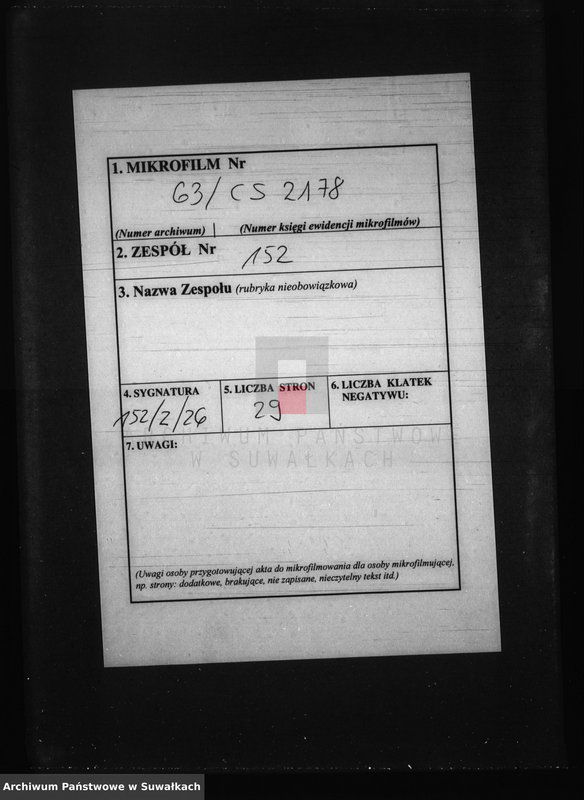 1. MIKROFILM Nr
63/CS 2178
(Numer archiwum) (Numer księgi ewidencji mikrofilmów)
2. ZESPÓŁ Nr 152
3. Nazwa Zespołu (rubryka nieobowiązkowa)
4. SYGNATURA
152/2/26
5. LICZBA STRON
29
6. LICZBA KLATEK
NEGATYWU:
ARCHIWUM PAŃSTWOWE
W SUWAŁKACH
7. UWAGI:
(Uwagi osoby przygotowującej akta do mikrofilmowania dla osoby mikrofilmującej,
np. strony: dodatkowe, brakujące, nie zapisane, nieczytelny tekst itd.)
Archiwum Państwowe w Suwałkach